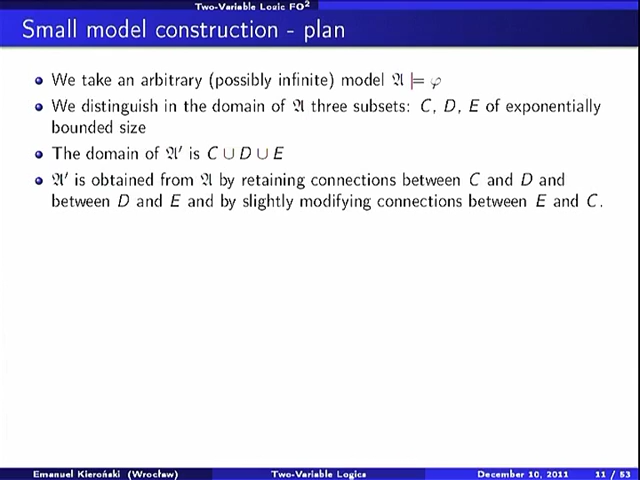 Two-Variable Logic FO²
Small model construction - plan
We take an arbitrary (possibly infinite) model 𝔄 |= φ
We distinguish in the domain of 𝔄 three subsets: C, D, E of exponentially
bounded size
The domain of 𝔄′ is C ∪ D ∪ E
𝔄′ is obtained from 𝔄 by retaining connections between C and D and
between D and E and by slightly modifying connections between E and C.
Emanuel Kieroński (Wrocław) Two-Variable Logics December 10, 2011 11 / 53